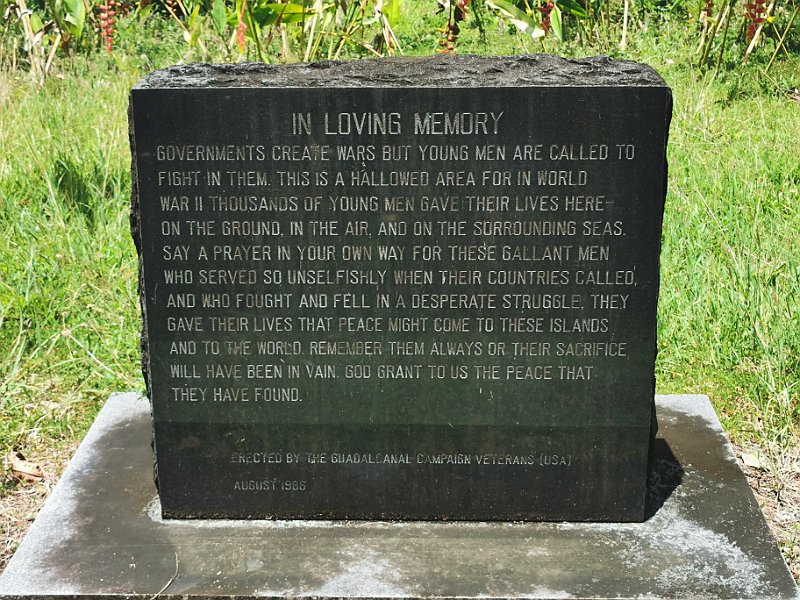 IN LOVING MEMORY
GOVERNMENTS CREATE WARS BUT YOUNG MEN ARE CALLED TO
FIGHT IN THEM. THIS IS A HALLOWED AREA FOR IN WORLD
WAR II THOUSANDS OF YOUNG MEN GAVE THEIR LIVES HERE-
ON THE GROUND, IN THE AIR, AND ON THE SORROUNDING SEAS.
SAY A PRAYER IN YOUR OWN WAY FOR THESE GALLANT MEN
WHO SERVED SO UNSELFISHLY WHEN THEIR COUNTRIES CALLED,
AND WHO FOUGHT AND FELL IN A DESPERATE STRUGGLE. THEY
GAVE THEIR LIVES THAT PEACE MIGHT COME TO THESE ISLANDS
AND TO THE WORLD. REMEMBER THEM ALWAYS OR THEIR SACRIFICE
WILL HAVE BEEN IN VAIN. GOD GRANT TO US THE PEACE THAT
THEY HAVE FOUND.
ERECTED BY THE GUADALCANAL CAMPAIGN VETERANS (USA)
AUGUST 1986